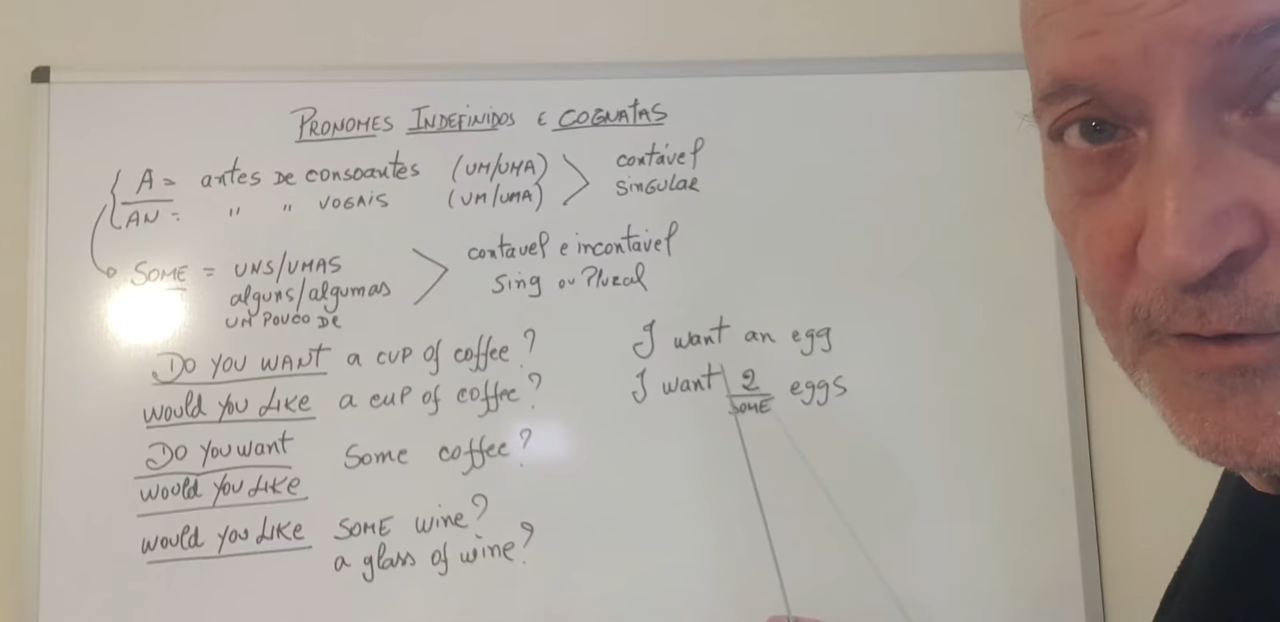 PRONOMES INDEFINIDOS E COGNATAS
A = antes DE consoantes (UM/UMA) > contável
AN = " " VOGAIS (UM/UMA) singular
SOME = UNS/UMAS > contavel e incontável
alguns/algumas Sing ou Plural
UM POUCO DE
DO YOU WANT a cup of coffee?
would you Like a cup of coffee?
DO YOU want Some coffee?
would you Like
would you Like SOME wine?
a glass of wine?
I want an egg
I want 2 eggs
SOME